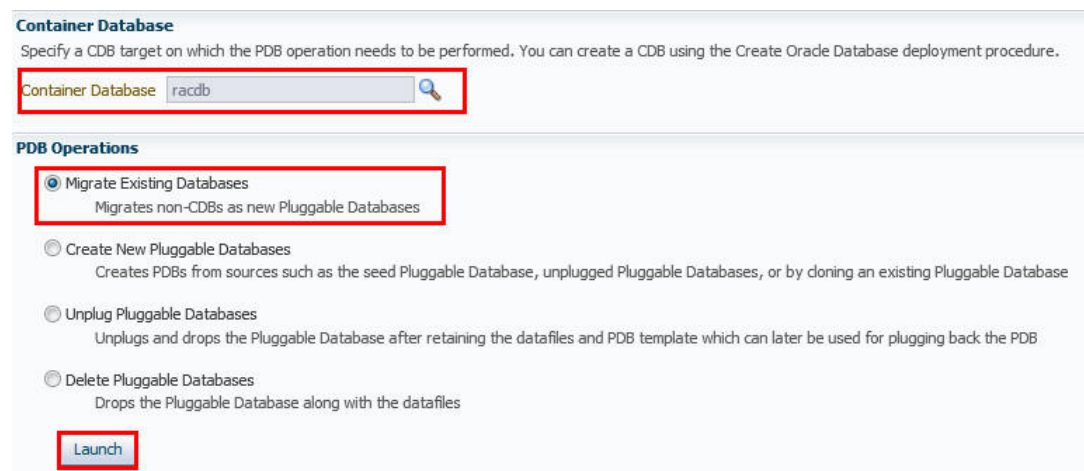 Container Database
Specify a CDB target on which the PDB operation needs to be performed. You can create a CDB using the Create Oracle Database deployment procedure.
Container Database racdb
PDB Operations
Migrate Existing Databases
Migrates non-CDBs as new Pluggable Databases
Create New Pluggable Databases
Creates PDBs from sources such as the seed Pluggable Database, unplugged Pluggable Databases, or by cloning an existing Pluggable Database
Unplug Pluggable Databases
Unplugs and drops the Pluggable Database after retaining the datafiles and PDB template which can later be used for plugging back the PDB
Delete Pluggable Databases
Drops the Pluggable Database along with the datafiles
Launch